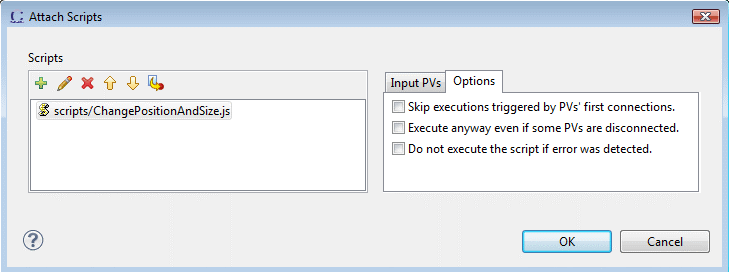 Attach Scripts
Scripts
scripts/ChangePositionAndSize.js
Input PVs
Options
Skip executions triggered by PVs' first connections.
Execute anyway even if some PVs are disconnected.
Do not execute the script if error was detected.
?
OK
Cancel